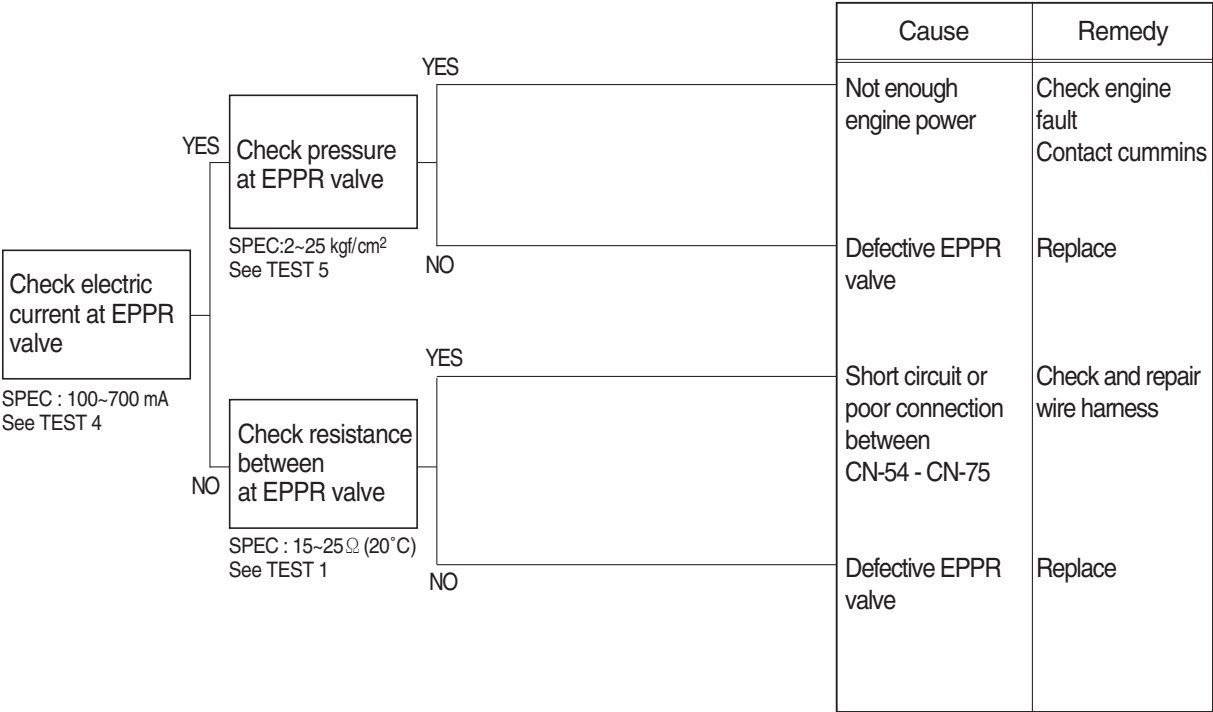 Cause
Remedy
YES
Not enough
engine power
Check engine
fault
Contact cummins
YES
Check pressure
at EPPR valve
SPEC:2~25 kgf/cm²
See TEST 5
NO
Defective EPPR
valve
Replace
Check electric
current at EPPR
valve
SPEC : 100~700 mA
See TEST 4
YES
Short circuit or
poor connection
between
CN-54 - CN-75
Check and repair
wire harness
NO
Check resistance
between
at EPPR valve
SPEC : 15~25Ω (20˚C)
See TEST 1
NO
Defective EPPR
valve
Replace